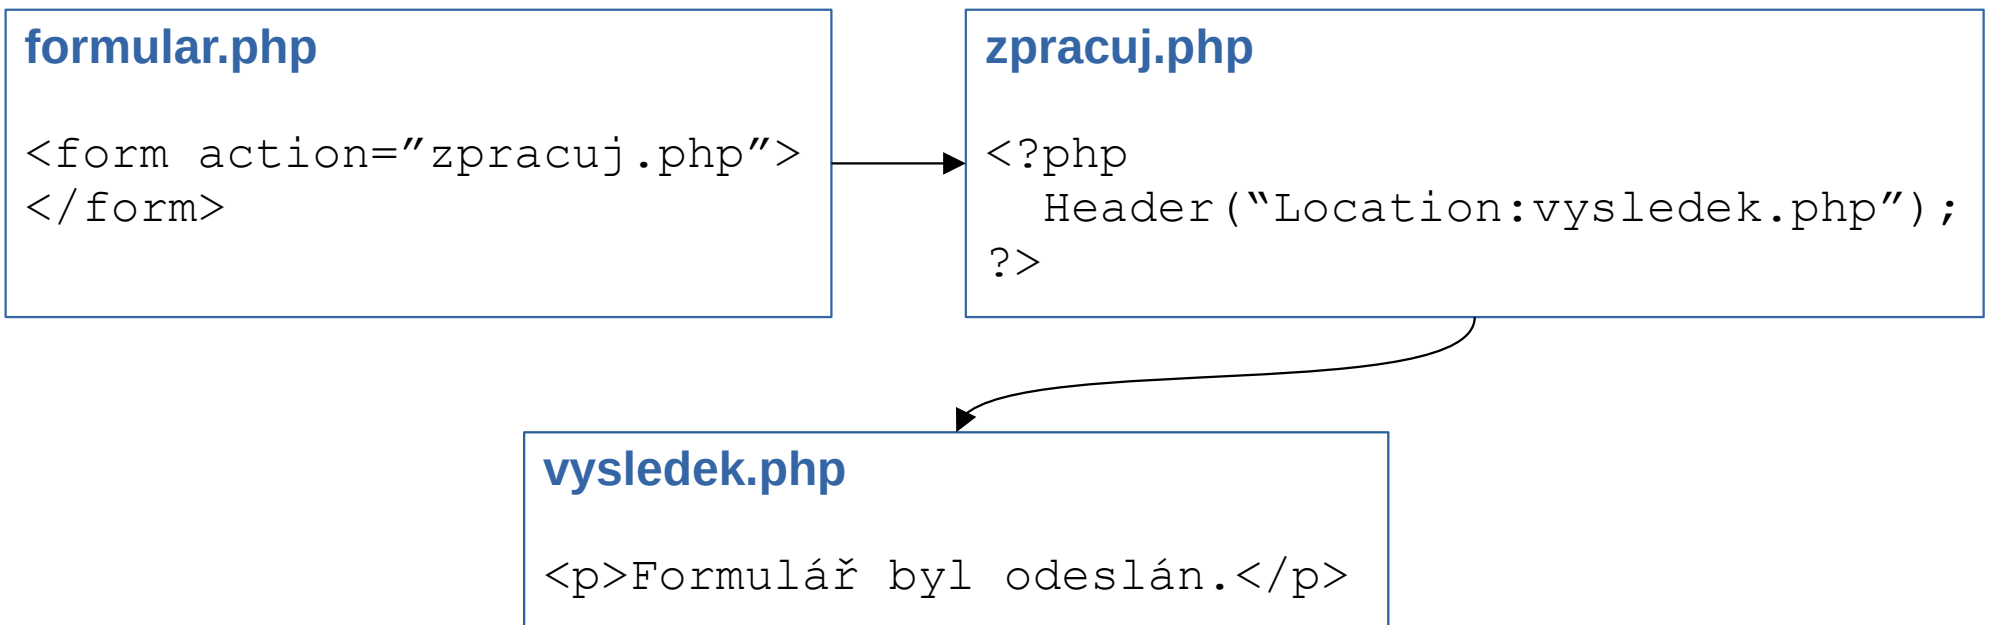 formular.php
<form action=”zpracuj.php”>
</form>
zpracuj.php
<?php
Header(“Location:vysledek.php”);
?>
vysledek.php
<p>Formulář byl odeslán.</p>